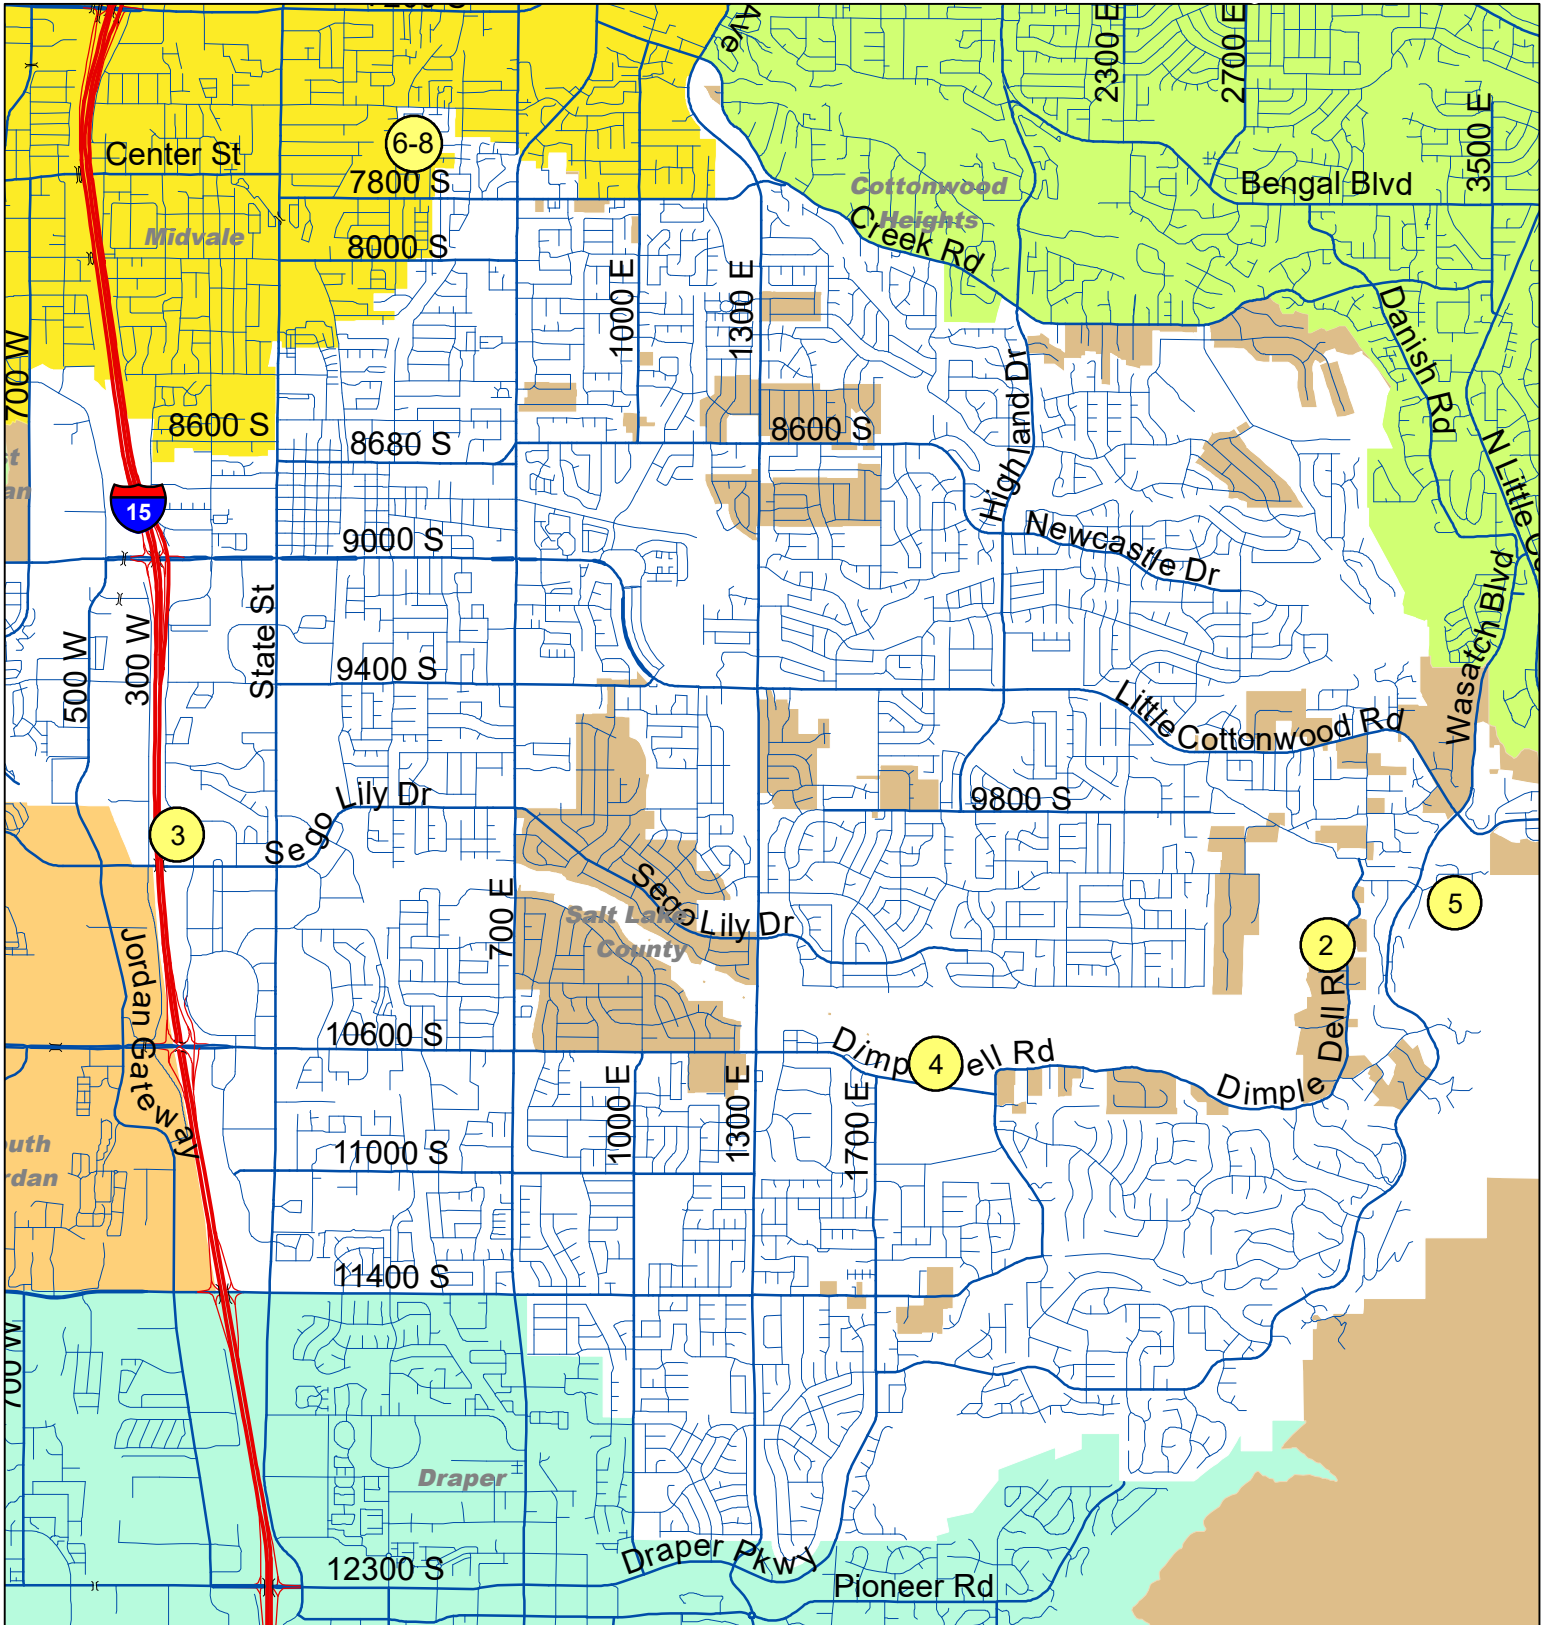 7200 S
Ave
2300 E
2700 E
3500 E
6-8
Center St
7800 S
Cottonwood
Heights
Bengal Blvd
Midvale
8000 S
Creek Rd
1000 E
1300 E
Danish Rd
700 W
Highland Dr
8600 S
8680 S
8600 S
N Little Co
st
an
15
9000 S
Newcastle Dr
Wasatch Blvd
State St
300 W
500 W
9400 S
Little Cottonwood Rd
Lily Dr
9800 S
3
Sego
Sego Lily Dr
700 E
Salt Lake
County
5
2
Jordan Gateway
10600 S
Dimp
4
ell Rd
Dell R
Dimple
1000 E
1300 E
1700 E
11000 S
uth
rdan
11400 S
700 W
Draper
12300 S
Draper Pkwy
Pioneer Rd